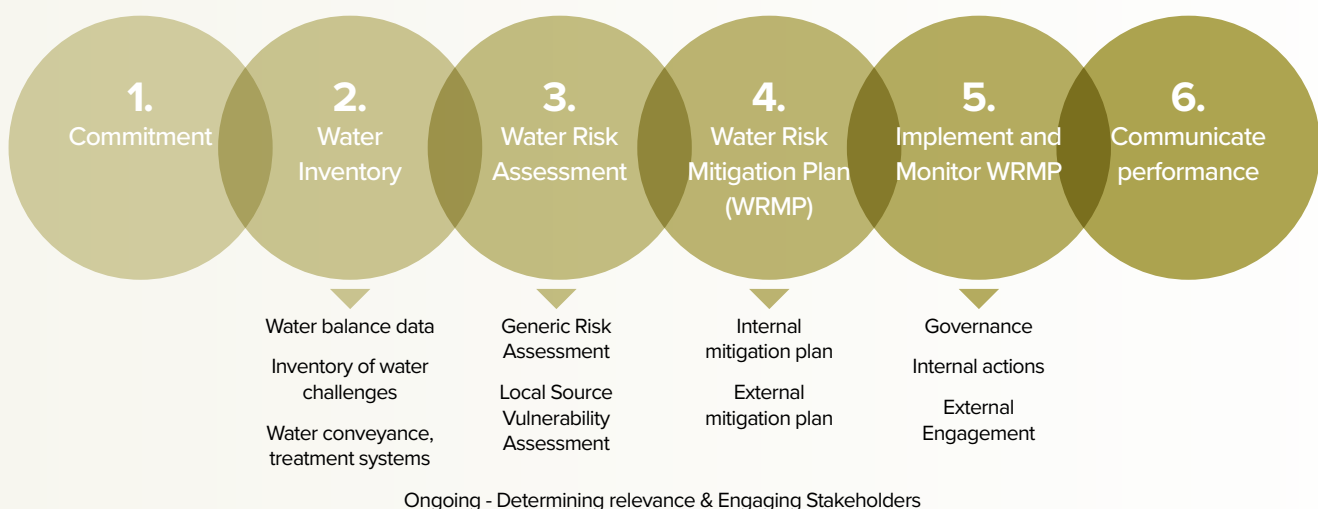 1.
Commitment
2.
Water
Inventory
3.
Water Risk
Assessment
4.
Water Risk
Mitigation Plan
(WRMP)
5.
Implement and
Monitor WRMP
6.
Communicate
performance
Water balance data
Inventory of water
challenges
Water conveyance,
treatment systems
Generic Risk
Assessment
Local Source
Vulnerability
Assessment
Internal
mitigation plan
External
mitigation plan
Governance
Internal actions
External
Engagement
Ongoing - Determining relevance & Engaging Stakeholders